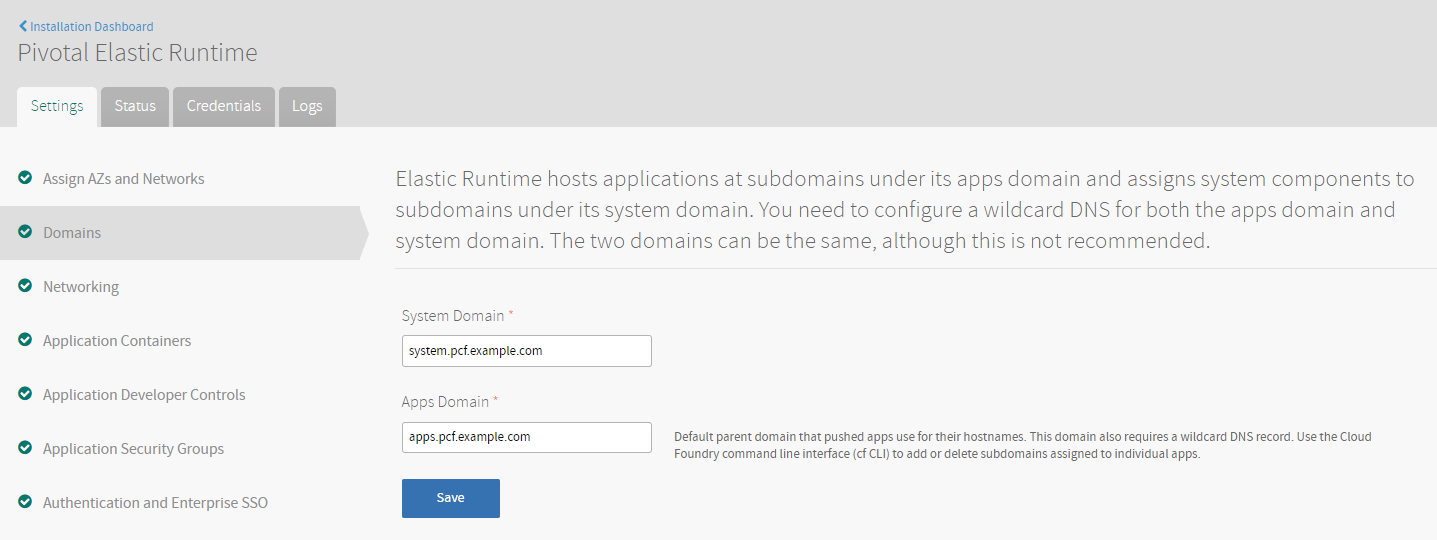 Installation Dashboard
Pivotal Elastic Runtime
Settings
Status
Credentials
Logs
Assign AZs and Networks
Domains
Networking
Application Containers
Application Developer Controls
Application Security Groups
Authentication and Enterprise SSO
Elastic Runtime hosts applications at subdomains under its apps domain and assigns system components to
subdomains under its system domain. You need to configure a wildcard DNS for both the apps domain and
system domain. The two domains can be the same, although this is not recommended.
System Domain *
system.pcf.example.com
Apps Domain *
apps.pcf.example.com
Default parent domain that pushed apps use for their hostnames. This domain also requires a wildcard DNS record. Use the Cloud
Foundry command line interface (cf CLI) to add or delete subdomains assigned to individual apps.
Save